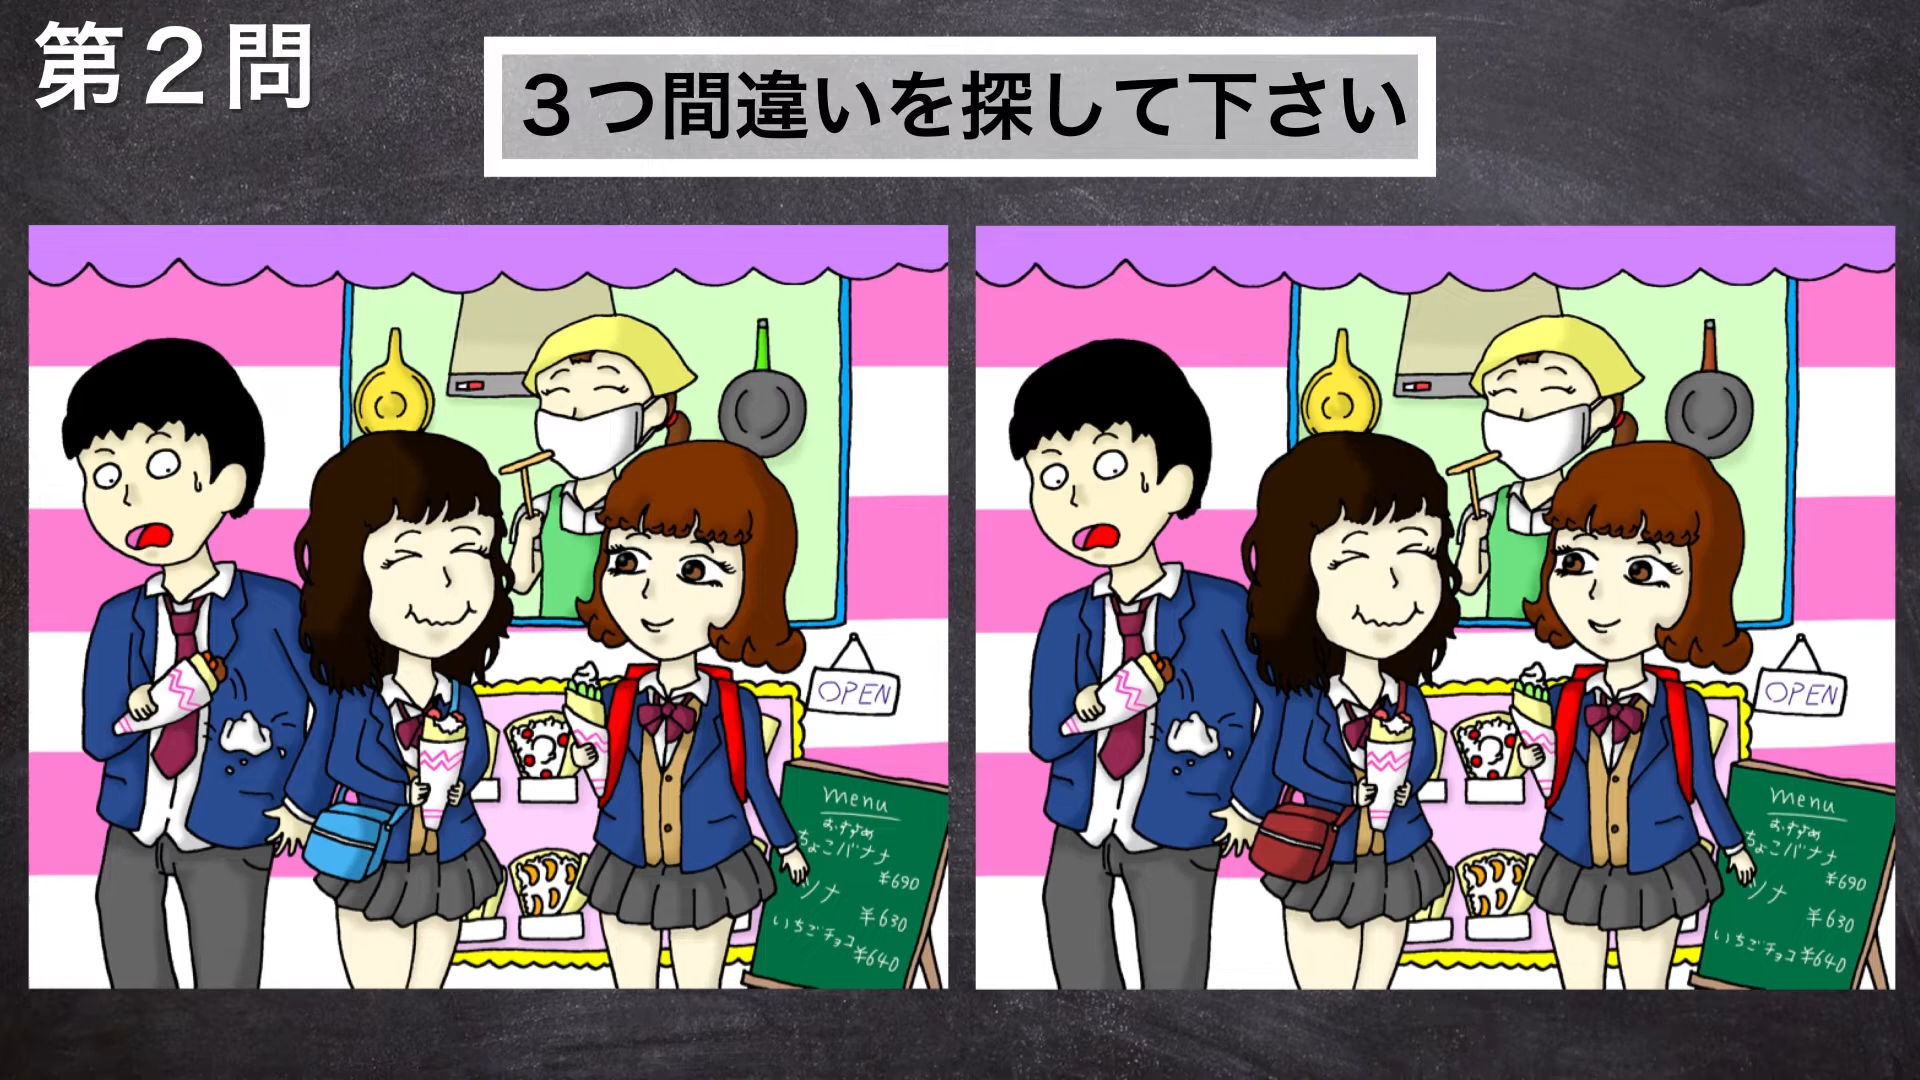 第２問
３つ間違いを探して下さい
OPEN
menu
おすすめ
ちょこバナナ
¥690
ツナ
¥630
いちごチョコ
¥640
OPEN
menu
おすすめ
ちょこバナナ
¥690
ツナ
¥630
いちごチョコ ¥640